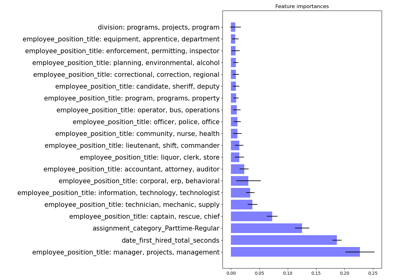 Feature importances
division: programs, projects, program
employee_position_title: equipment, apprentice, department
employee_position_title: enforcement, permitting, inspector
employee_position_title: planning, environmental, alcohol
employee_position_title: correctional, correction, regional
employee_position_title: candidate, sheriff, deputy
employee_position_title: program, programs, property
employee_position_title: operator, bus, operations
employee_position_title: officer, police, office
employee_position_title: community, nurse, health
employee_position_title: lieutenant, shift, commander
employee_position_title: liquor, clerk, store
employee_position_title: accountant, attorney, auditor
employee_position_title: corporal, erp, behavioral
employee_position_title: information, technology, technologist
employee_position_title: technician, mechanic, supply
employee_position_title: captain, rescue, chief
assignment_category_Parttime-Regular
date_first_hired_total_seconds
employee_position_title: manager, projects, management
0.00 0.05 0.10 0.15 0.20 0.25